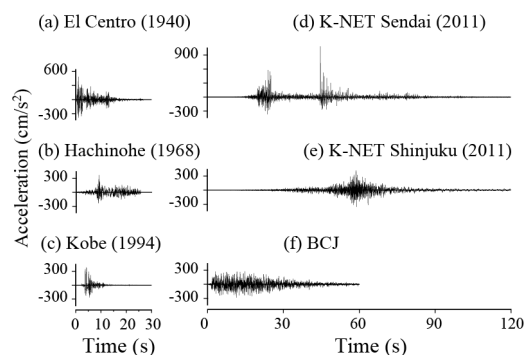 (a) El Centro (1940)
600
-300
(b) Hachinohe (1968)
300
-300
(c) Kobe (1994)
300
-300
0 10 20 30
Time (s)
Acceleration (cm/s²)
(d) K-NET Sendai (2011)
900
300
-300
(e) K-NET Shinjuku (2011)
300
-300
(f) BCJ
300
-300
0 30 60 90 120
Time (s)